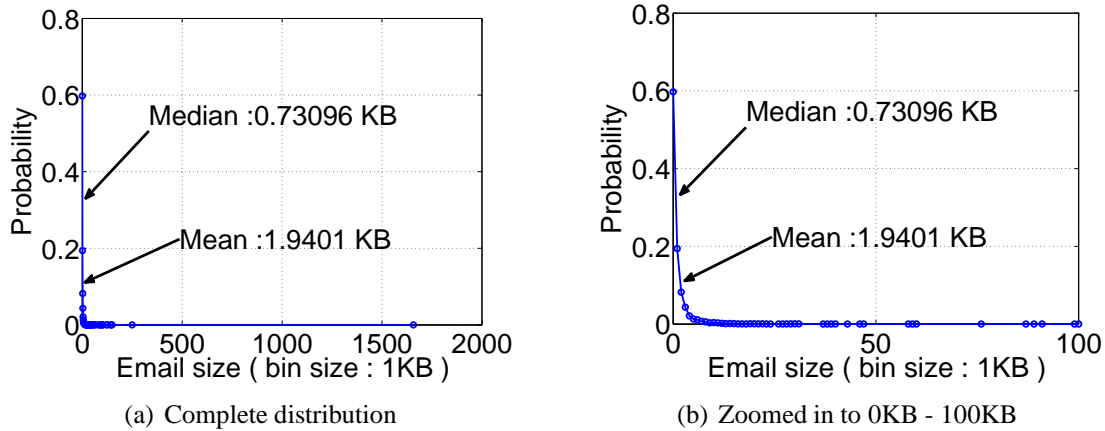 0.8
0.6
0.4
0.2
0
Probability
Median :0.73096 KB
Mean :1.9401 KB
0 500 1000 1500 2000
Email size ( bin size : 1KB )
(a) Complete distribution
0.8
0.6
0.4
0.2
0
Probability
Median :0.73096 KB
Mean :1.9401 KB
0 50 100
Email size ( bin size : 1KB )
(b) Zoomed in to 0KB - 100KB